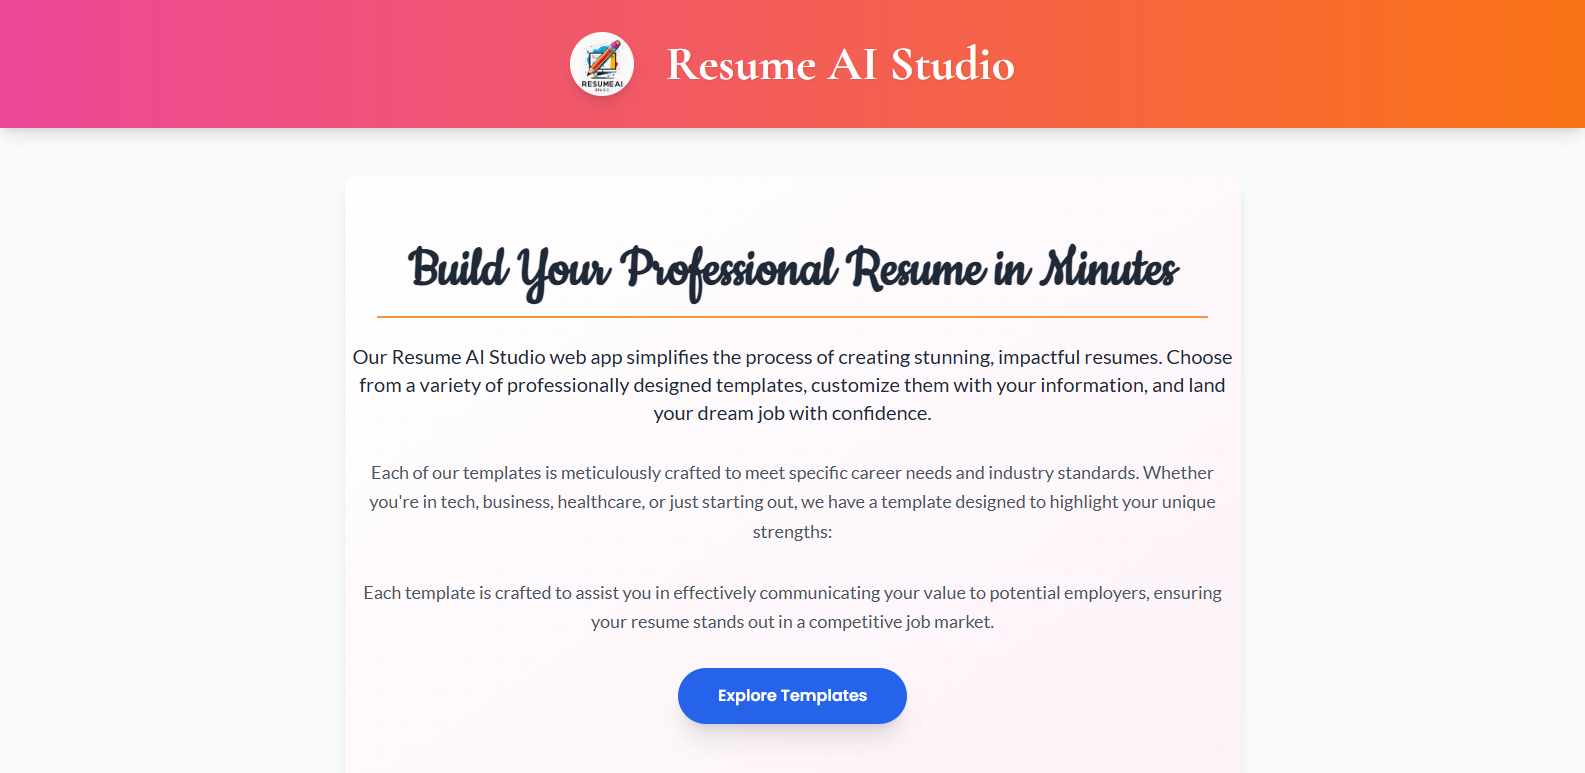 RESUMEAI
Resume AI Studio
Build Your Professional Resume in Minutes
Our Resume AI Studio web app simplifies the process of creating stunning, impactful resumes. Choose
from a variety of professionally designed templates, customize them with your information, and land
your dream job with confidence.
Each of our templates is meticulously crafted to meet specific career needs and industry standards. Whether
you're in tech, business, healthcare, or just starting out, we have a template designed to highlight your unique
strengths:
Each template is crafted to assist you in effectively communicating your value to potential employers, ensuring
your resume stands out in a competitive job market.
Explore Templates